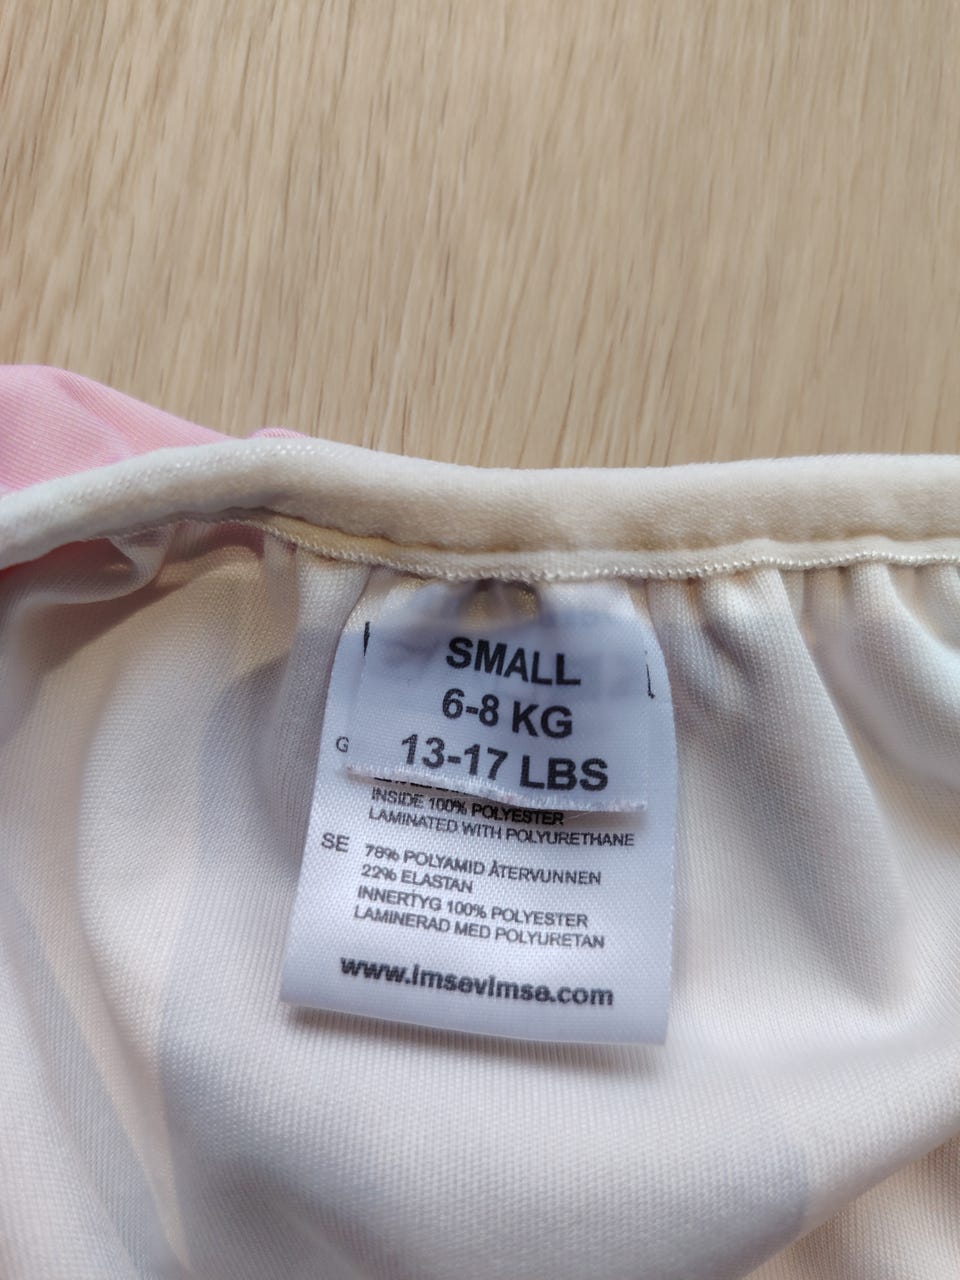 SMALL
6-8 KG
13-17 LBS
G
INSIDE 100% POLYESTER
LAMINATED WITH POLYURETHANE
SE 78% POLYAMID ÅTERVUNNEN
22% ELASTAN
INNERTYG 100% POLYESTER
LAMINERAD MED POLYURETAN
www.ImseVimse.com